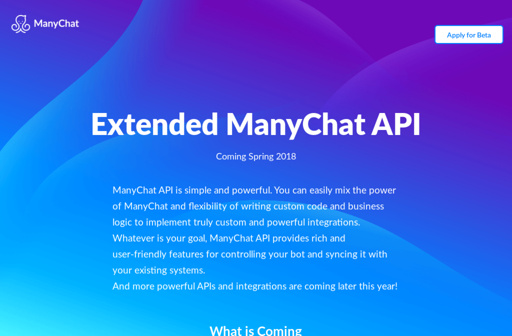 ManyChat
Apply for Beta
Extended ManyChat API
Coming Spring 2018
ManyChat API is simple and powerful. You can easily mix the power
of ManyChat and flexibility of writing custom code and business
logic to implement truly custom and powerful integrations.
Whatever is your goal, ManyChat API provides rich and
user-friendly features for controlling your bot and syncing it with
your existing systems.
And more powerful APIs and integrations are coming later this year!
What is Coming